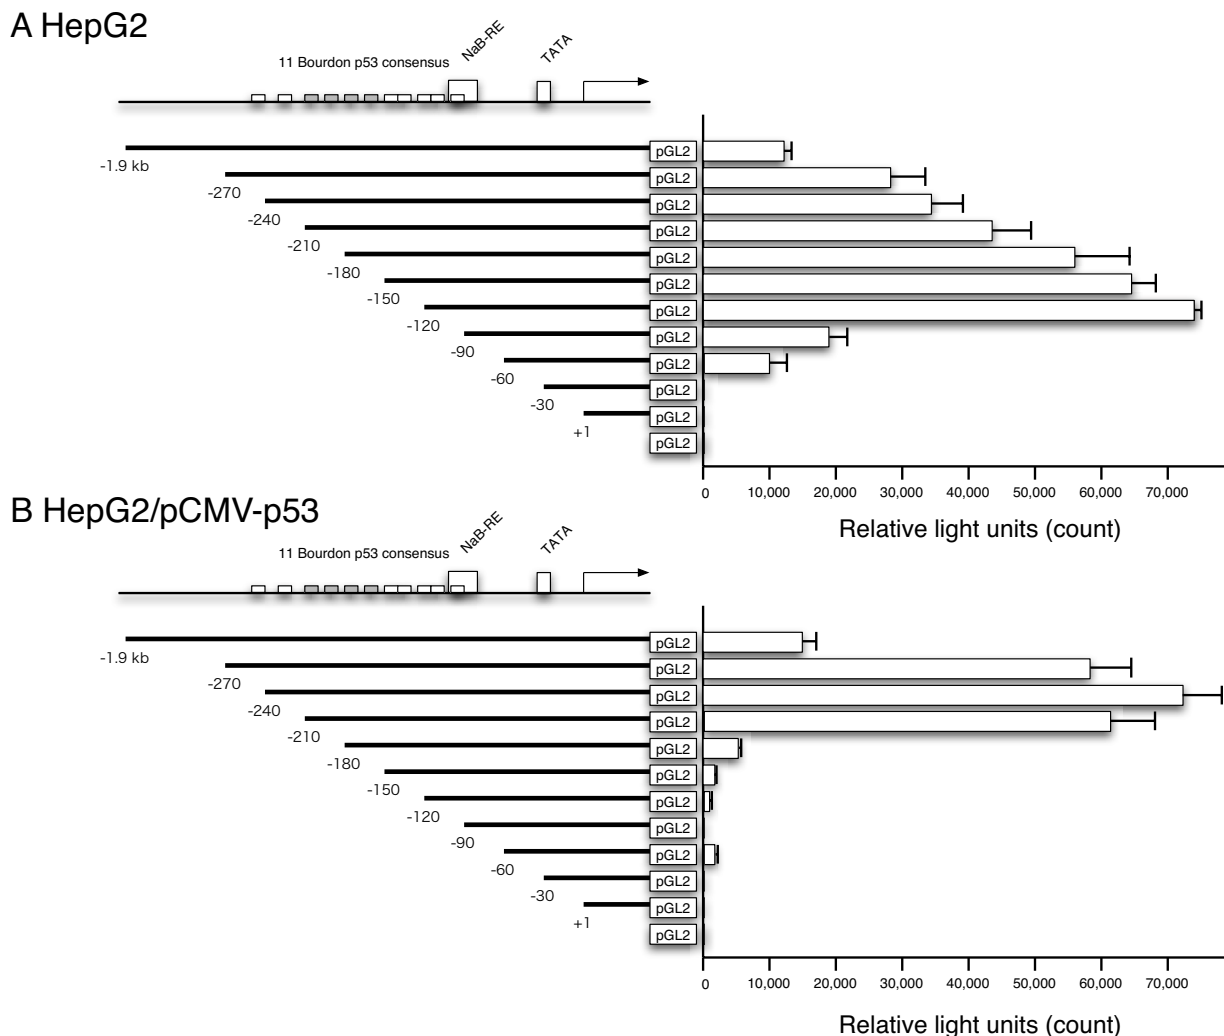 A HepG2
11 Bourdon p53 consensus
NaB-RE
TATA
pGL2
-1.9 kb
pGL2
-270
pGL2
-240
pGL2
-210
pGL2
-180
pGL2
-150
pGL2
-120
pGL2
-90
pGL2
-60
pGL2
-30
pGL2
+1
pGL2
0 10,000 20,000 30,000 40,000 50,000 60,000 70,000
Relative light units (count)
B HepG2/pCMV-p53
11 Bourdon p53 consensus
NaB-RE
TATA
pGL2
-1.9 kb
pGL2
-270
pGL2
-240
pGL2
-210
pGL2
-180
pGL2
-150
pGL2
-120
pGL2
-90
pGL2
-60
pGL2
-30
pGL2
+1
pGL2
0 10,000 20,000 30,000 40,000 50,000 60,000 70,000
Relative light units (count)